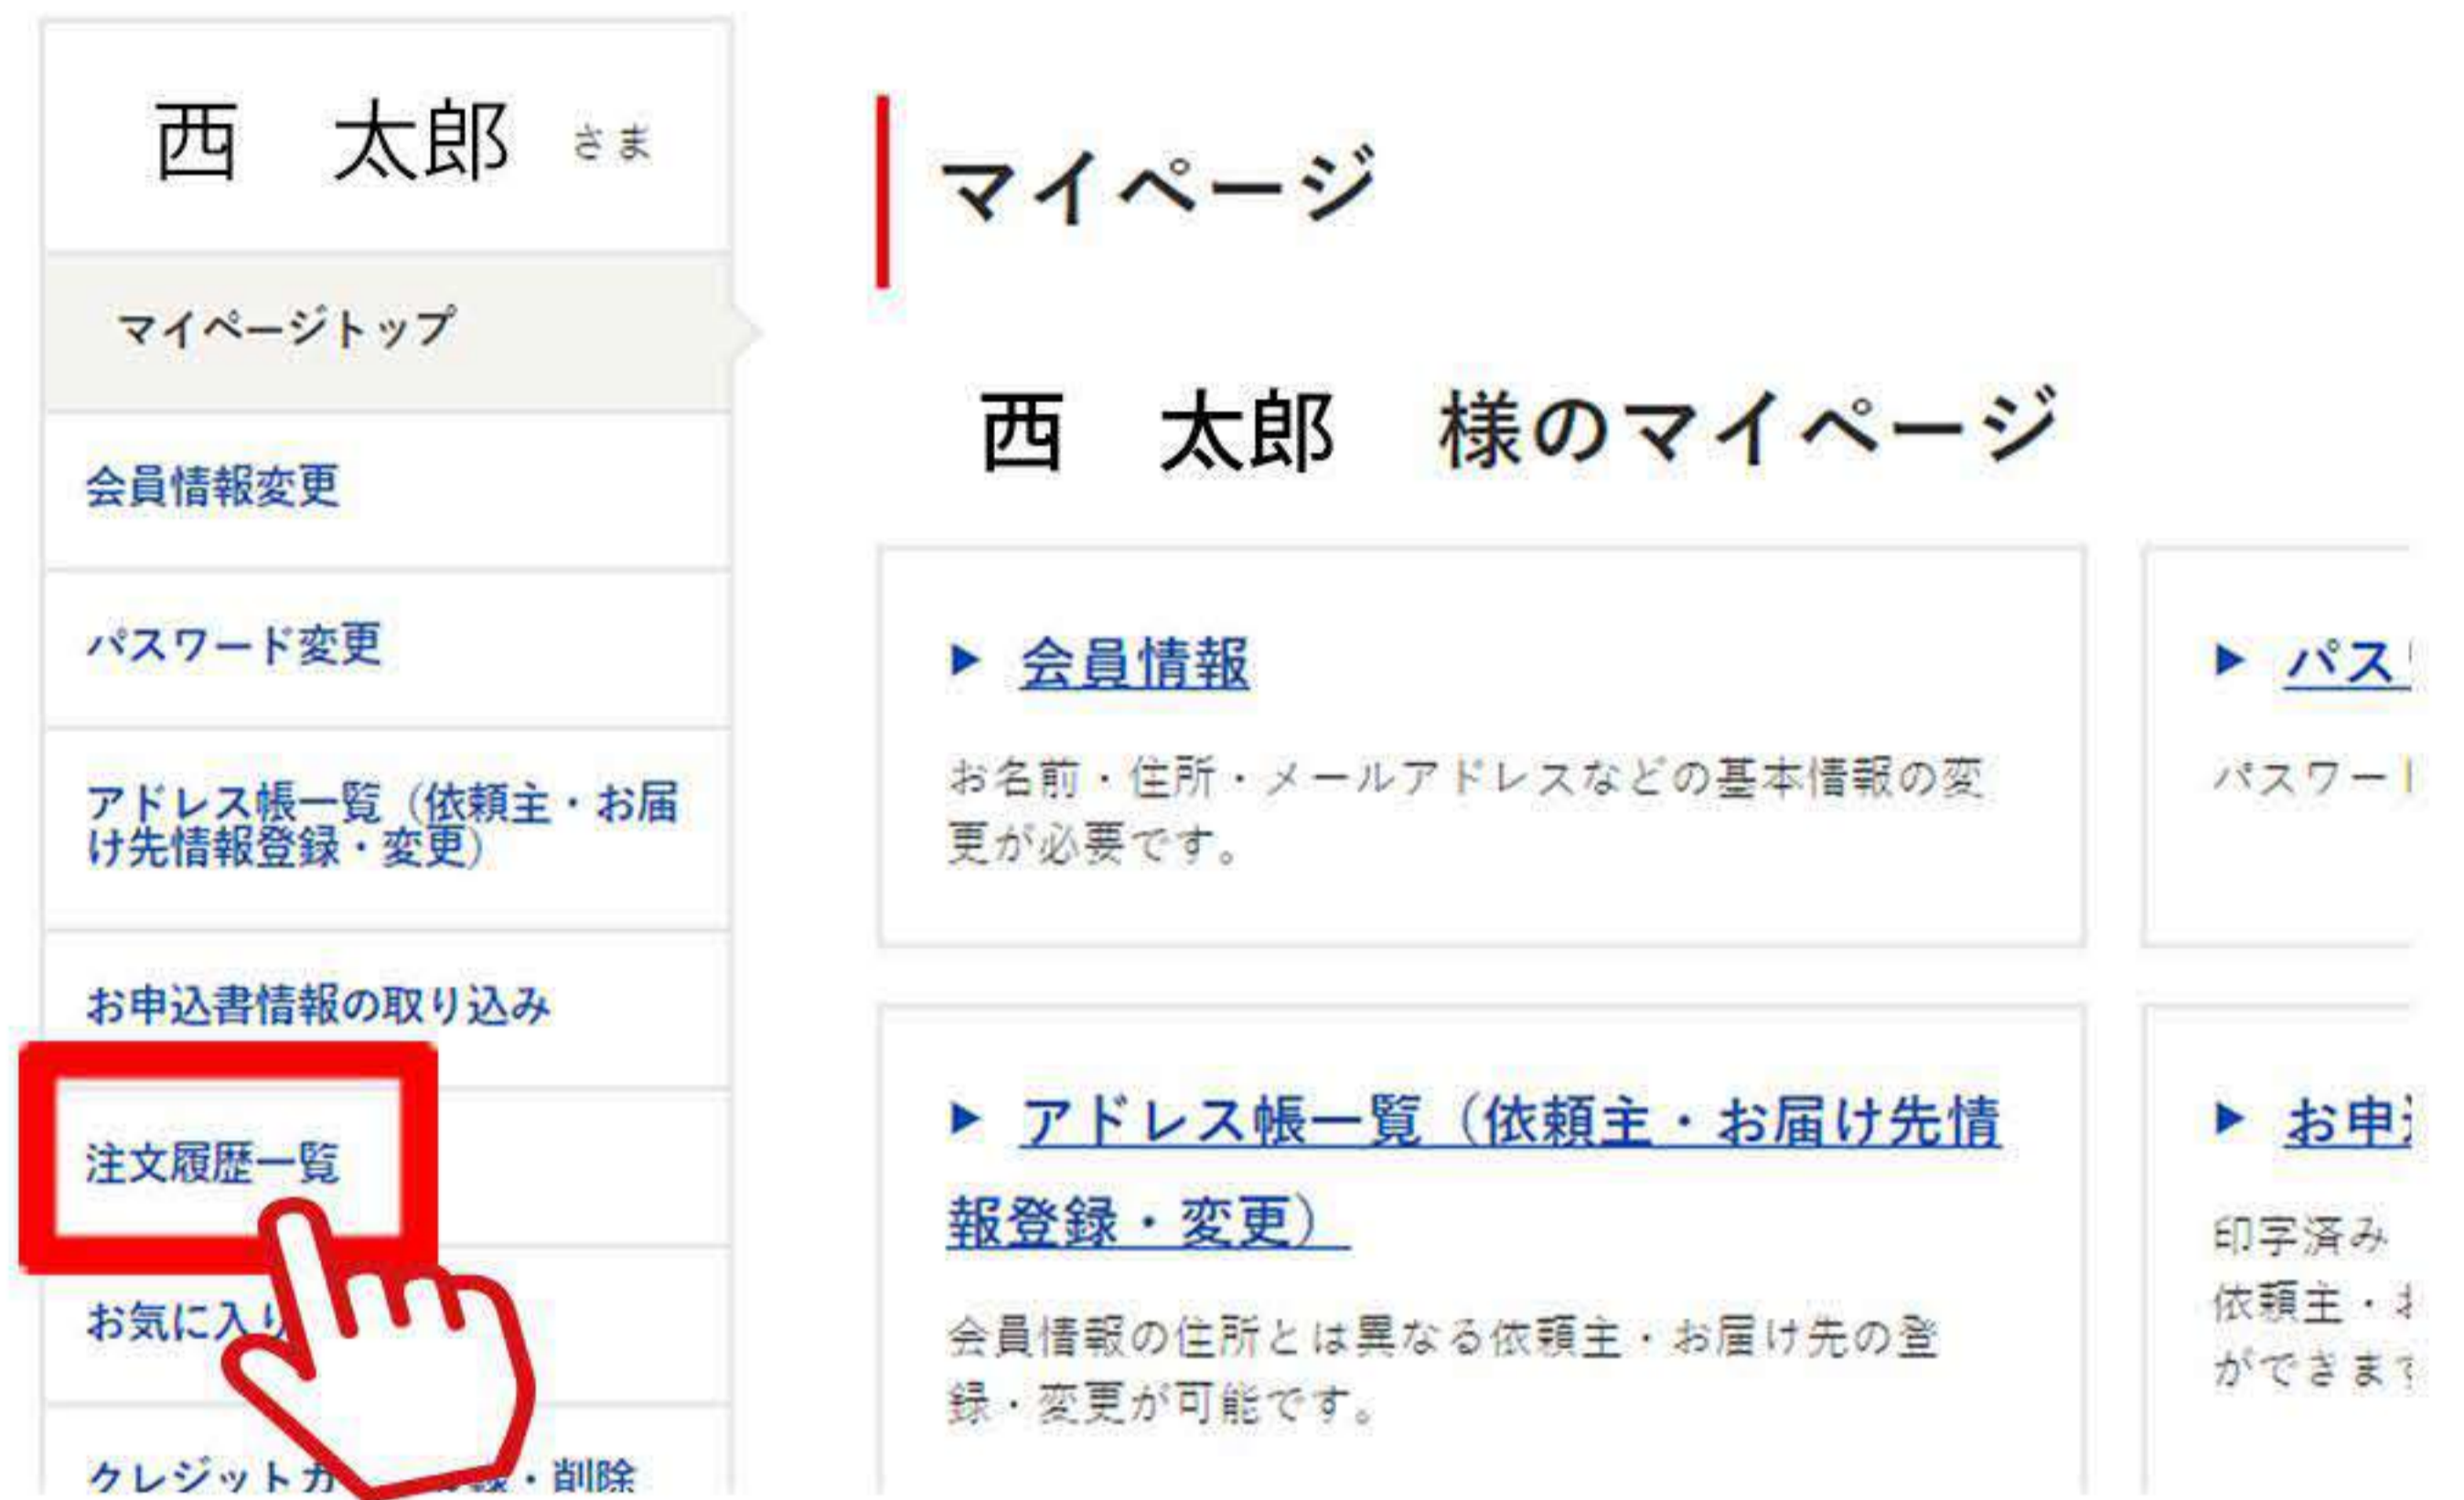 西　太郎　さま
マイページトップ
会員情報変更
パスワード変更
アドレス帳一覧（依頼主・お届
け先情報登録・変更）
お申込書情報の取り込み
注文履歴一覧
お気に入り
クレジットカ
・削除
マイページ
西　太郎　様のマイページ
▶ 会員情報
お名前・住所・メールアドレスなどの基本情報の変
更が必要です。
▶ パス
パスワー
▶ アドレス帳一覧（依頼主・お届け先情
報登録・変更）
会員情報の住所とは異なる依頼主・お届け先の登
録・変更が可能です。
▶ お申
印字済み
依頼主・
ができます